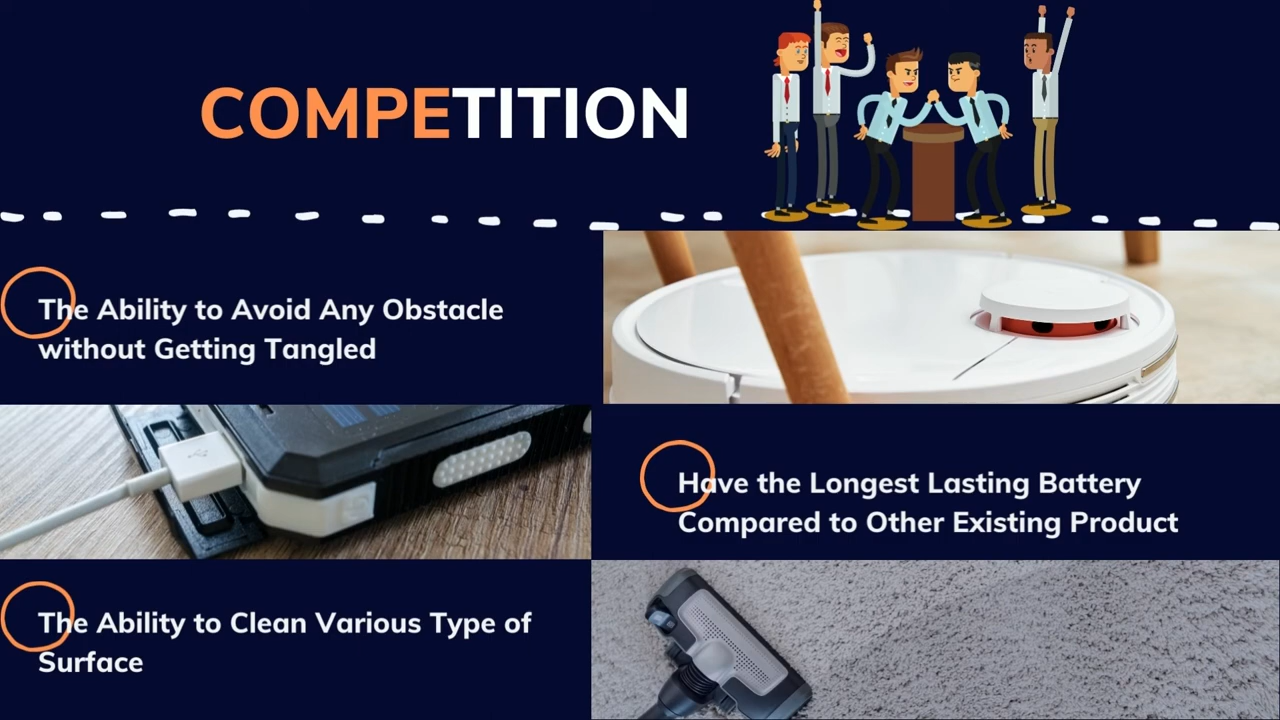 COMPETITION
The Ability to Avoid Any Obstacle
without Getting Tangled
Have the Longest Lasting Battery
Compared to Other Existing Product
The Ability to Clean Various Type of
Surface